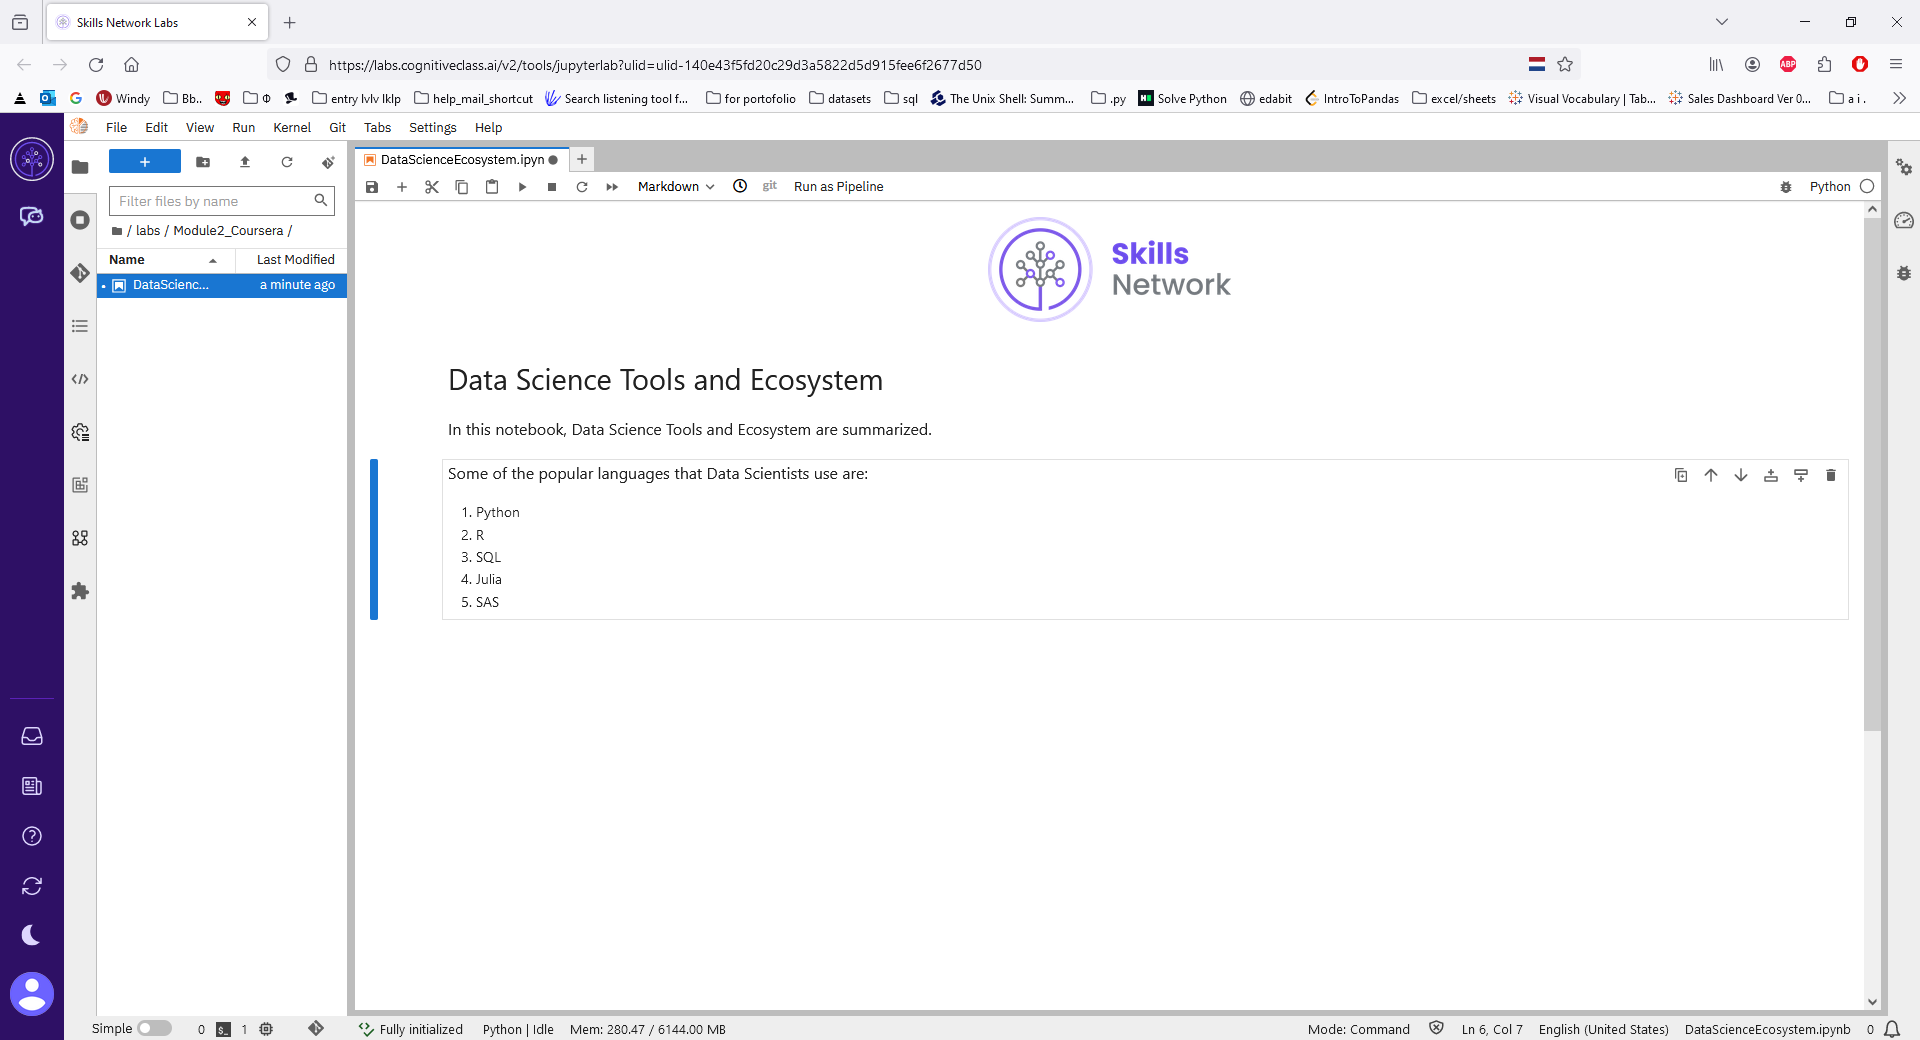 Skills Network Labs
https://labs.cognitiveclass.ai/v2/tools/jupyterlab?ulid=ulid-140e43f5fd20c29d3a5822d5d915fee6f2677d50
ABP
Windy Bb.. Φ entry lvlv lklp help_mail_shortcut Search listening tool f... for portofolio datasets sql The Unix Shell: Summ... .py Solve Python edabit IntroToPandas excel/sheets Visual Vocabulary | Tab... Sales Dashboard Ver 0... a i .
File Edit View Run Kernel Git Tabs Settings Help
DataScienceEcosystem.ipyn
Markdown git Run as Pipeline Python
Filter files by name
/ labs / Module2_Coursera /
Name Last Modified
DataScienc... a minute ago
Skills
Network
Data Science Tools and Ecosystem
In this notebook, Data Science Tools and Ecosystem are summarized.
Some of the popular languages that Data Scientists use are:
1. Python
2. R
3. SQL
4. Julia
5. SAS
Simple 0 1 Fully initialized Python | Idle Mem: 280.47 / 6144.00 MB Mode: Command Ln 6, Col 7 English (United States) DataScienceEcosystem.ipynb 0